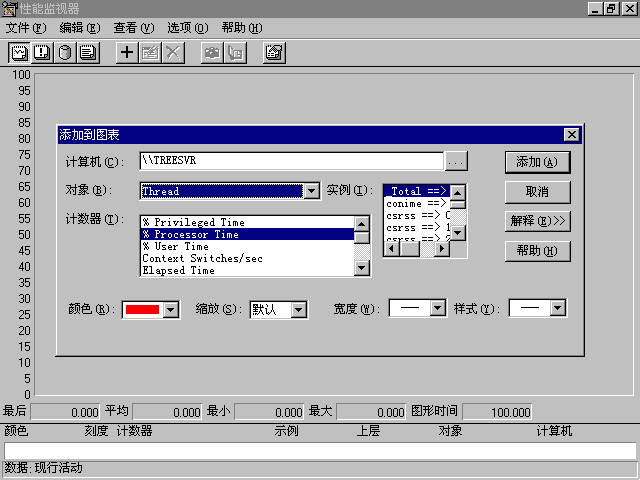 性能监视器
文件(F) 编辑(E) 查看(V) 选项(O) 帮助(H)
100
95
90
85
80
75
70
65
60
55
50
45
40
35
30
25
20
15
10
5
0
添加到图表
计算机(C): \\TREESVR ... 添加(A)
对象(B): Thread 实例(I): Total ==> 取消
conime ==>
csrss ==> 0
csrss ==> 1
计数器(T): % Privileged Time 解释(E)>>
% Processor Time
% User Time
Context Switches/sec 帮助(H)
Elapsed Time
颜色(R): 缩放(S): 默认 宽度(W): 样式(Y):
最后 0.000 平均 0.000 最小 0.000 最大 0.000 图形时间 100.000
颜色 刻度 计数器 示例 上层 对象 计算机
数据: 现行活动